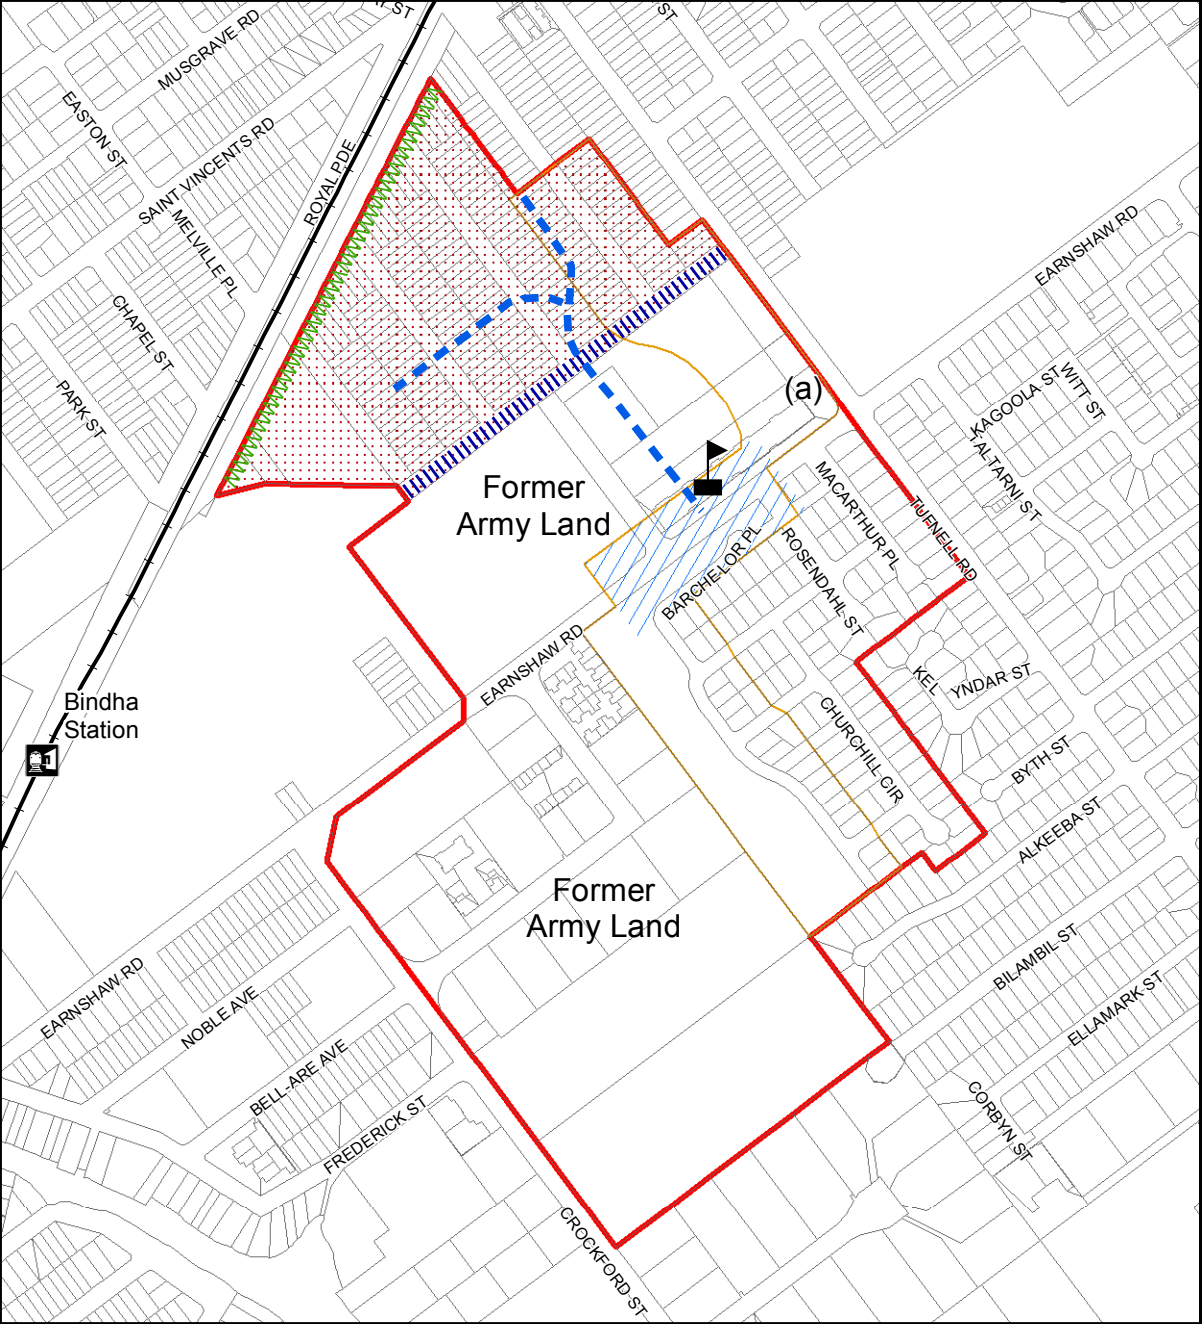 ST
ST
MUSGRAVE RD
EASTON ST
SAINT VINCENTS RD
ROYAL PDE
MELVILLE PL
EARNSHAW RD
CHAPEL ST
PARK ST
WITT ST
KAGOOLA ST
(a)
TALTARNI ST
MACARTHUR PL
Former
Army Land
TUFNELL RD
BARCHELOR PL
ROSENDAHL ST
EARNSHAW RD
KEL
YNDAR ST
Bindha
Station
CHURCHILL CIR
BYTH ST
ALKEEBA ST
Former
Army Land
BILAMBIL ST
EARNSHAW RD
NOBLE AVE
ELLAMARK ST
BELL-ARE AVE
FREDERICK ST
CORBYN ST
CROCKFORD ST